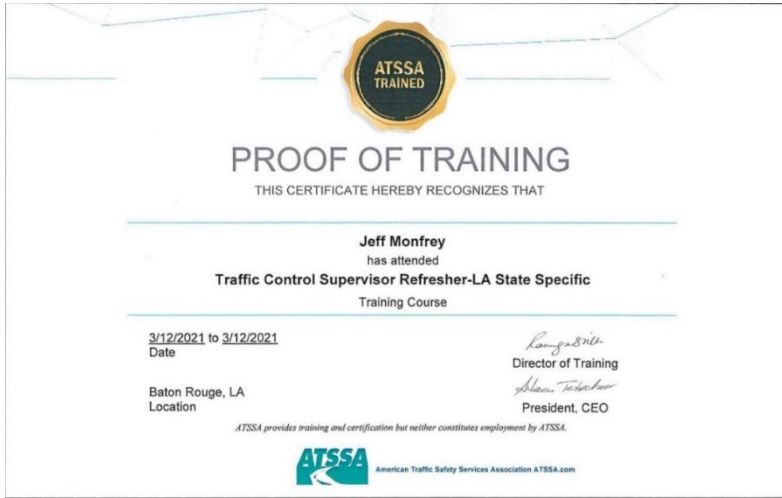 ATSSA
TRAINED
PROOF OF TRAINING
THIS CERTIFICATE HEREBY RECOGNIZES THAT
Jeff Monfrey
has attended
Traffic Control Supervisor Refresher-LA State Specific
Training Course
3/12/2021 to 3/12/2021
Date
Director of Training
Baton Rouge, LA
Location
President, CEO
ATSSA provides training and certification but neither constitutes employment by ATSSA.
ATSSA
American Traffic Safety Services Association ATSSA.com